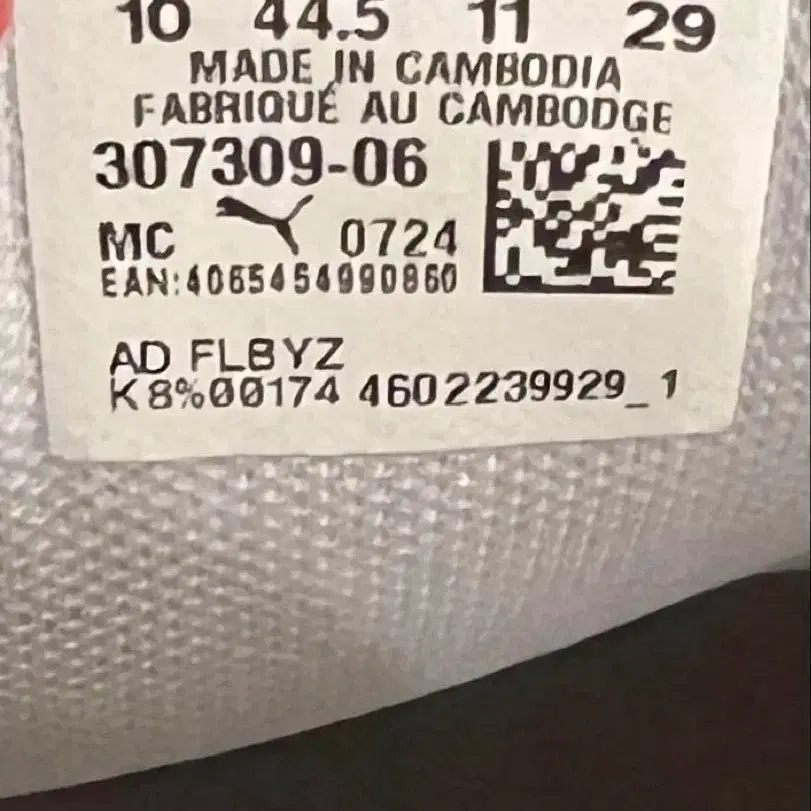 10 44.5 11 29
MADE IN CAMBODIA
FABRIQUÉ AU CAMBODGE
307309-06
MC 0724
EAN:4065454990860
AD FLBYZ
K8%00174 4602239929_1